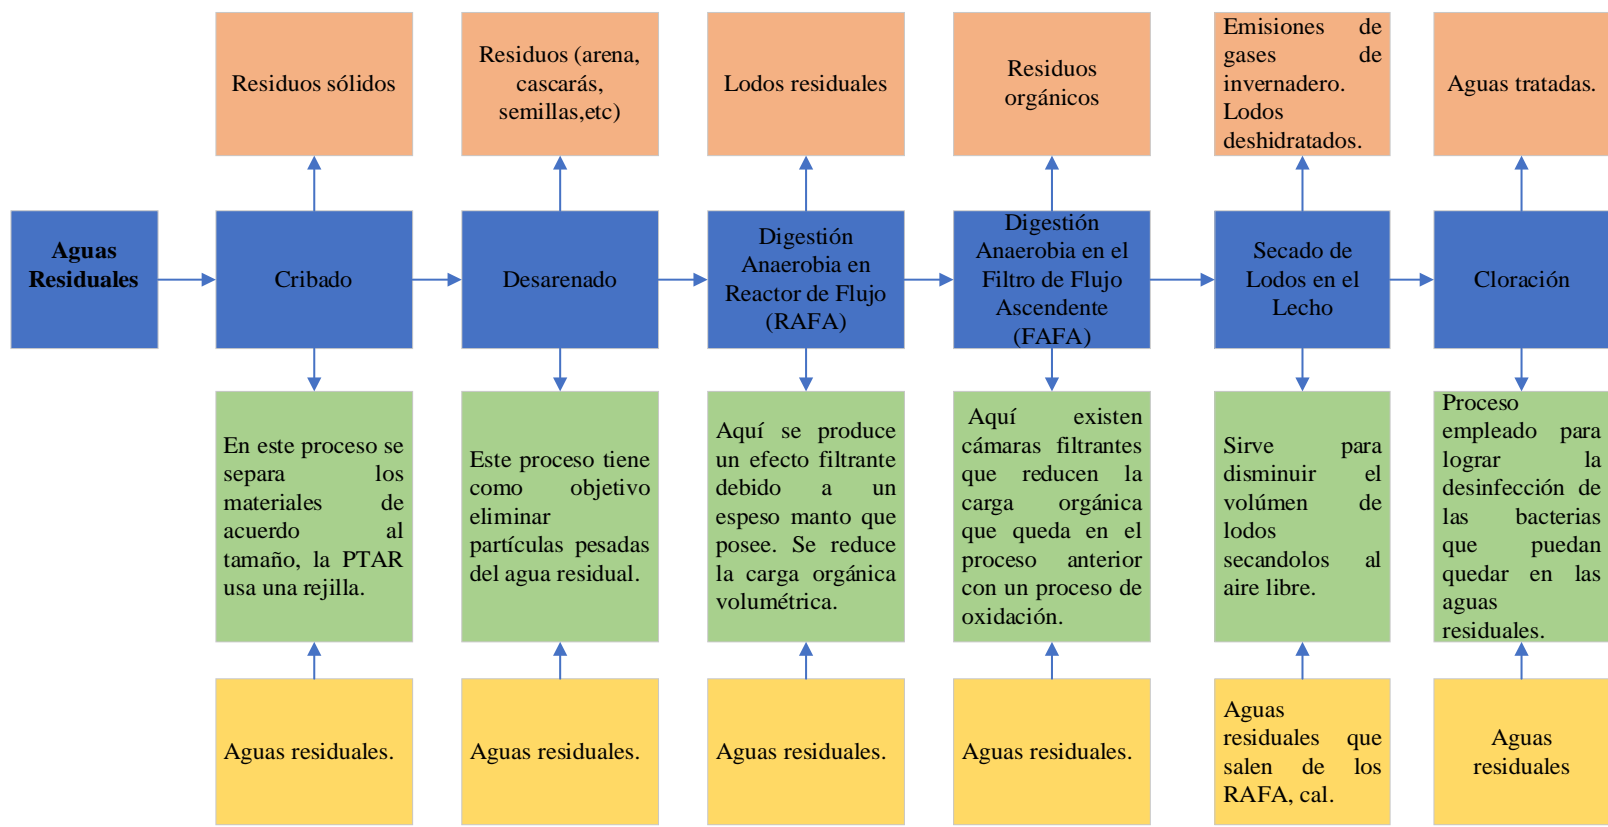 Residuos sólidos
Residuos (arena,
cascarás,
semillas,etc)
Lodos residuales
Residuos
orgánicos
Emisiones de
gases de
invernadero.
Lodos
deshidratados.
Aguas tratadas.
Aguas
Residuales
Cribado
Desarenado
Digestión
Anaerobia en
Reactor de Flujo
(RAFA)
Digestión
Anaerobia en el
Filtro de Flujo
Ascendente
(FAFA)
Secado de
Lodos en el
Lecho
Cloración
En este proceso se
separa los
materiales de
acuerdo al
tamaño, la PTAR
usa una rejilla.
Este proceso tiene
como objetivo
eliminar
partículas pesadas
del agua residual.
Aquí se produce
un efecto filtrante
debido a un
espeso manto que
posee. Se reduce
la carga orgánica
volumétrica.
Aquí existen
cámaras filtrantes
que reducen la
carga orgánica
que queda en el
proceso anterior
con un proceso de
oxidación.
Sirve para
disminuir el
volúmen de
lodos
secandolos al
aire libre.
Proceso
empleado para
lograr la
desinfección de
las bacterias
que puedan
quedar en las
aguas
residuales.
Aguas residuales.
Aguas residuales.
Aguas residuales.
Aguas residuales.
Aguas
residuales que
salen de los
RAFA, cal.
Aguas
residuales